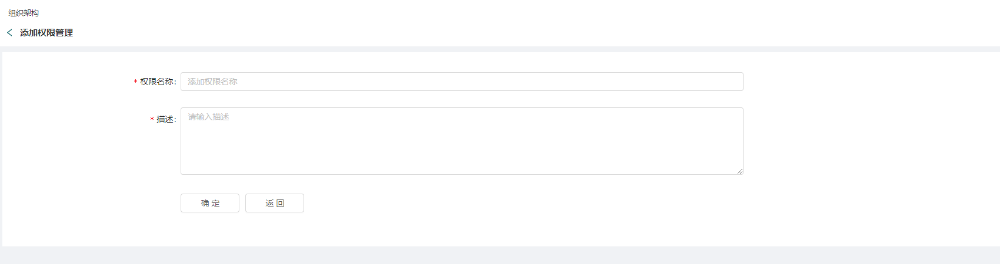 组织架构
添加权限管理
* 权限名称: 添加权限名称
* 描述: 请输入描述
确 定 返 回